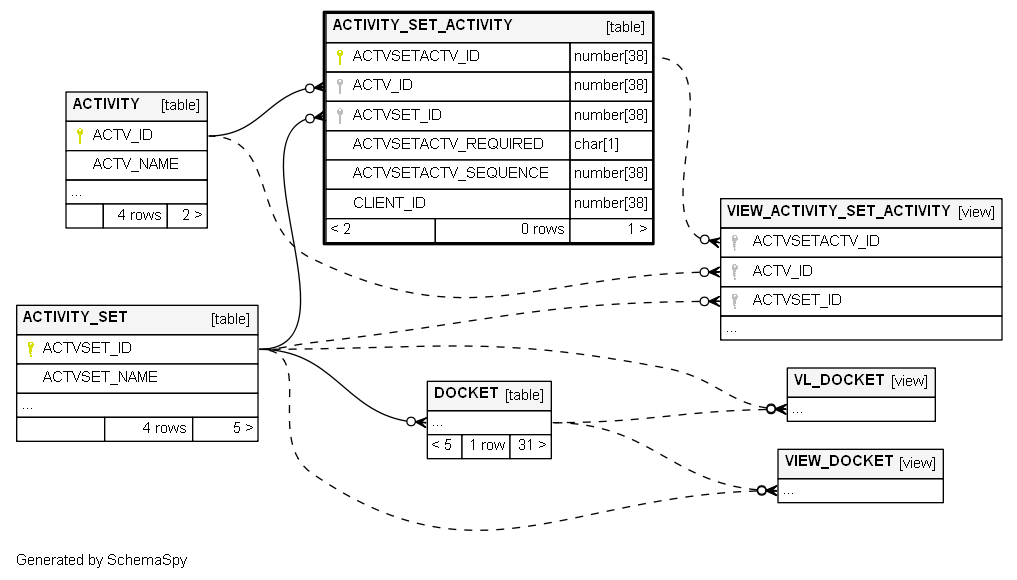 ACTIVITY_SET_ACTIVITY [table]
ACTVSETACTV_ID number[38]
ACTV_ID number[38]
ACTVSET_ID number[38]
ACTVSETACTV_REQUIRED char[1]
ACTVSETACTV_SEQUENCE number[38]
CLIENT_ID number[38]
< 2 0 rows 1 >
ACTIVITY [table]
ACTV_ID
ACTV_NAME
...
4 rows 2 >
VIEW_ACTIVITY_SET_ACTIVITY [view]
ACTVSETACTV_ID
ACTV_ID
ACTVSET_ID
...
ACTIVITY_SET [table]
ACTVSET_ID
ACTVSET_NAME
...
4 rows 5 >
DOCKET [table]
...
< 5 1 row 31 >
VL_DOCKET [view]
...
VIEW_DOCKET [view]
...
Generated by SchemaSpy